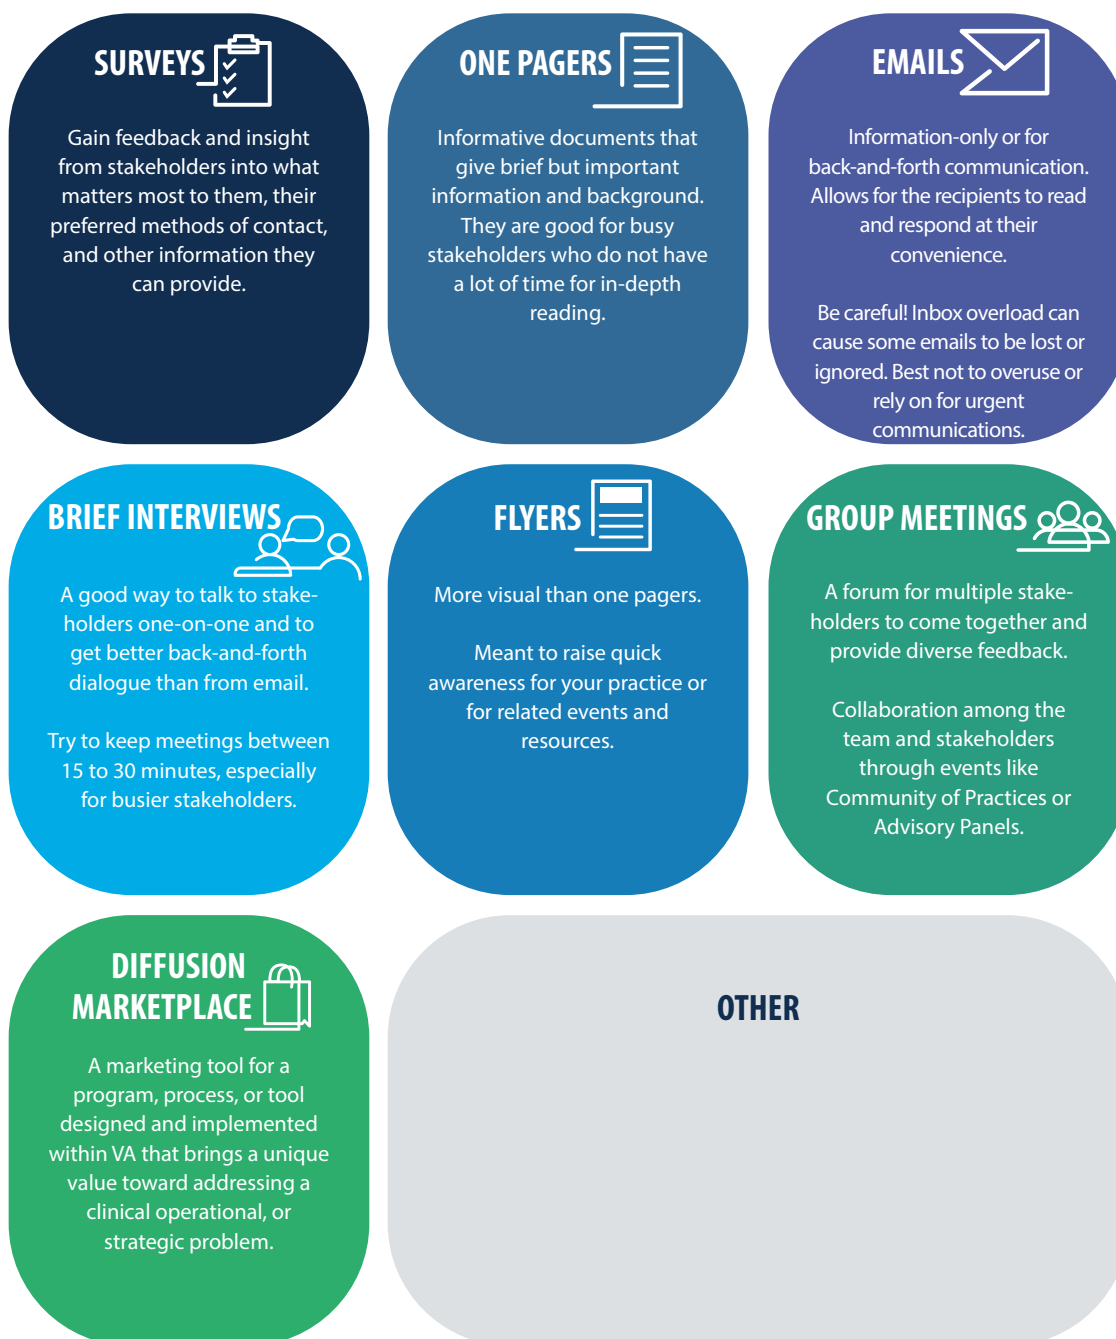 SURVEYS
Gain feedback and insight
from stakeholders into what
matters most to them, their
preferred methods of contact,
and other information they
can provide.
ONE PAGERS
Informative documents that
give brief but important
information and background.
They are good for busy
stakeholders who do not have
a lot of time for in-depth
reading.
EMAILS
Information-only or for
back-and-forth communication.
Allows for the recipients to read
and respond at their
convenience.
Be careful! Inbox overload can
cause some emails to be lost or
ignored. Best not to overuse or
rely on for urgent
communications.
BRIEF INTERVIEWS
A good way to talk to stake-
holders one-on-one and to
get better back-and-forth
dialogue than from email.
Try to keep meetings between
15 to 30 minutes, especially
for busier stakeholders.
FLYERS
More visual than one pagers.
Meant to raise quick
awareness for your practice or
for related events and
resources.
GROUP MEETINGS
A forum for multiple stake-
holders to come together and
provide diverse feedback.
Collaboration among the
team and stakeholders
through events like
Community of Practices or
Advisory Panels.
DIFFUSION
MARKETPLACE
A marketing tool for a
program, process, or tool
designed and implemented
within VA that brings a unique
value toward addressing a
clinical operational, or
strategic problem.
OTHER